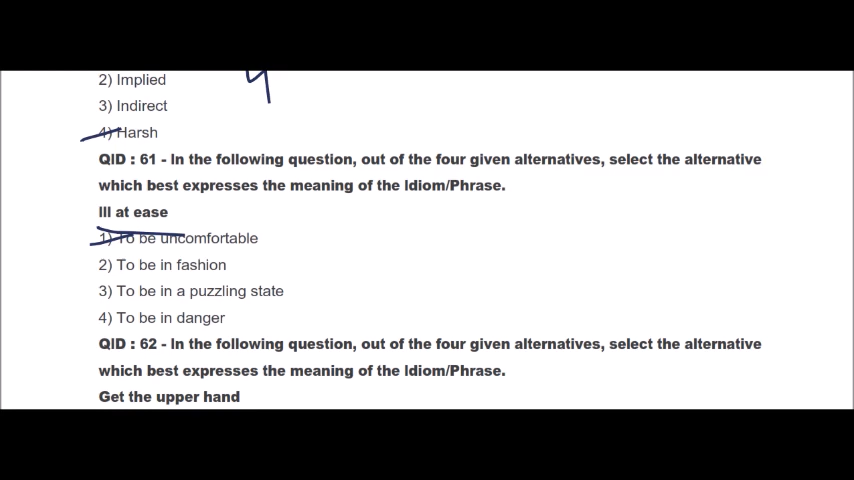 2) Implied
3) Indirect
4) Harsh
QID : 61 - In the following question, out of the four given alternatives, select the alternative
which best expresses the meaning of the Idiom/Phrase.
Ill at ease
1) To be uncomfortable
2) To be in fashion
3) To be in a puzzling state
4) To be in danger
QID : 62 - In the following question, out of the four given alternatives, select the alternative
which best expresses the meaning of the Idiom/Phrase.
Get the upper hand